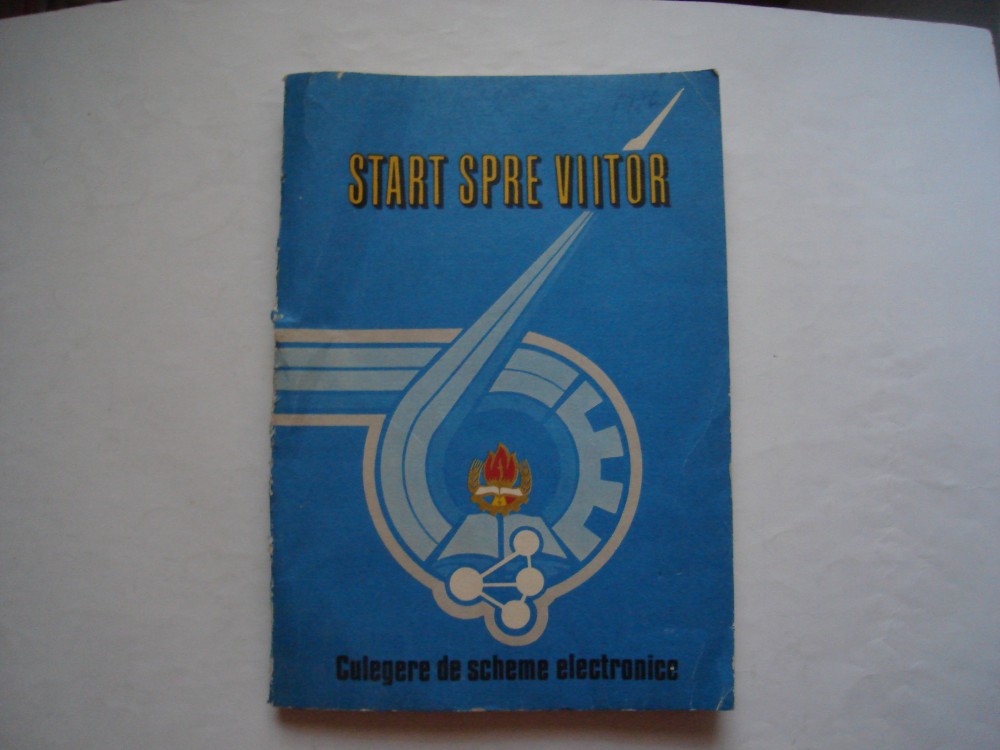 START SPRE VIITOR
Culegere de scheme electronice